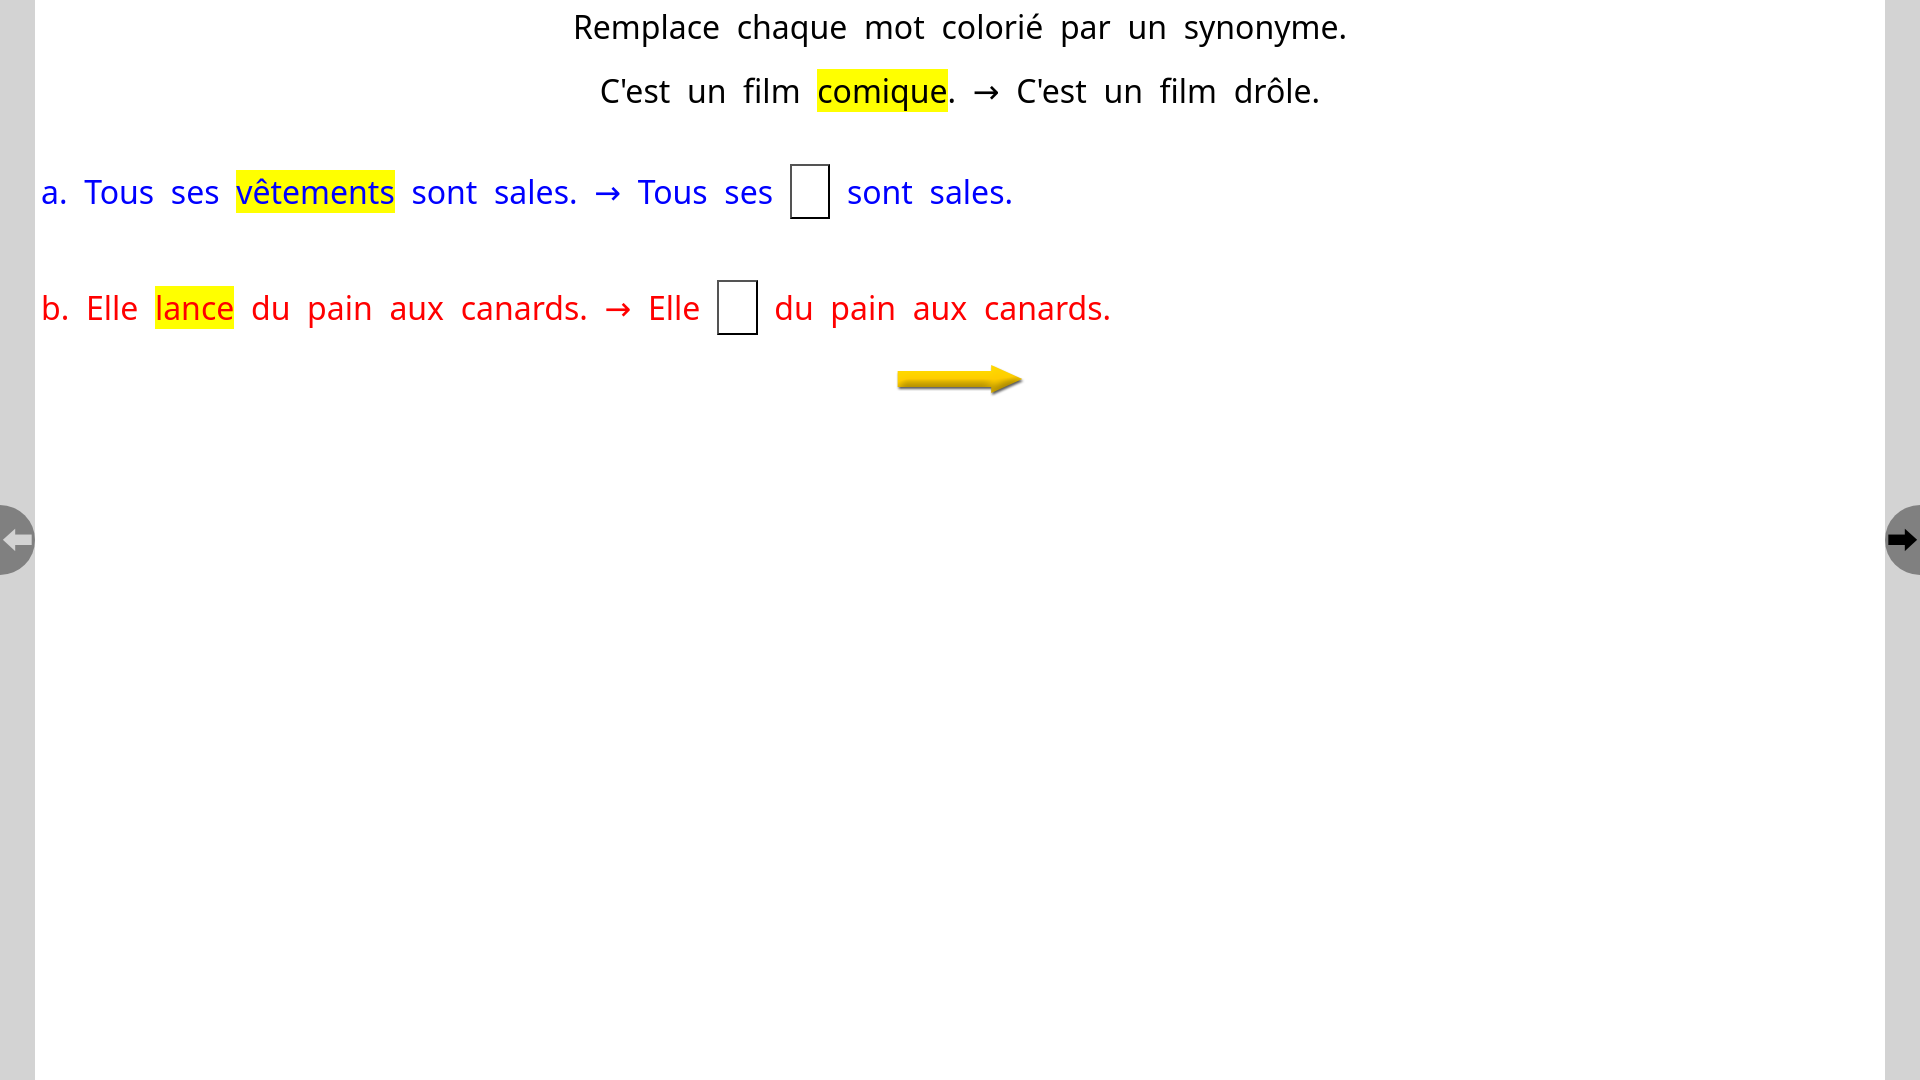 Remplace chaque mot colorié par un synonyme.
C'est un film comique. → C'est un film drôle.
a. Tous ses vêtements sont sales. → Tous ses sont sales.
b. Elle lance du pain aux canards. → Elle du pain aux canards.